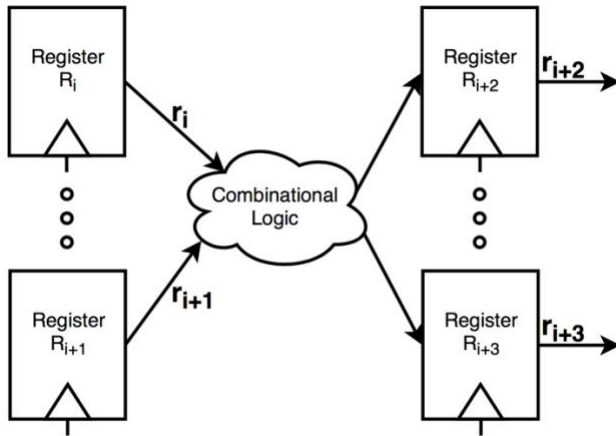 Register
Rᵢ
rᵢ
Register
Rᵢ₊₂
rᵢ₊₂
Combinational
Logic
Register
Rᵢ₊₁
rᵢ₊₁
Register
Rᵢ₊₃
rᵢ₊₃